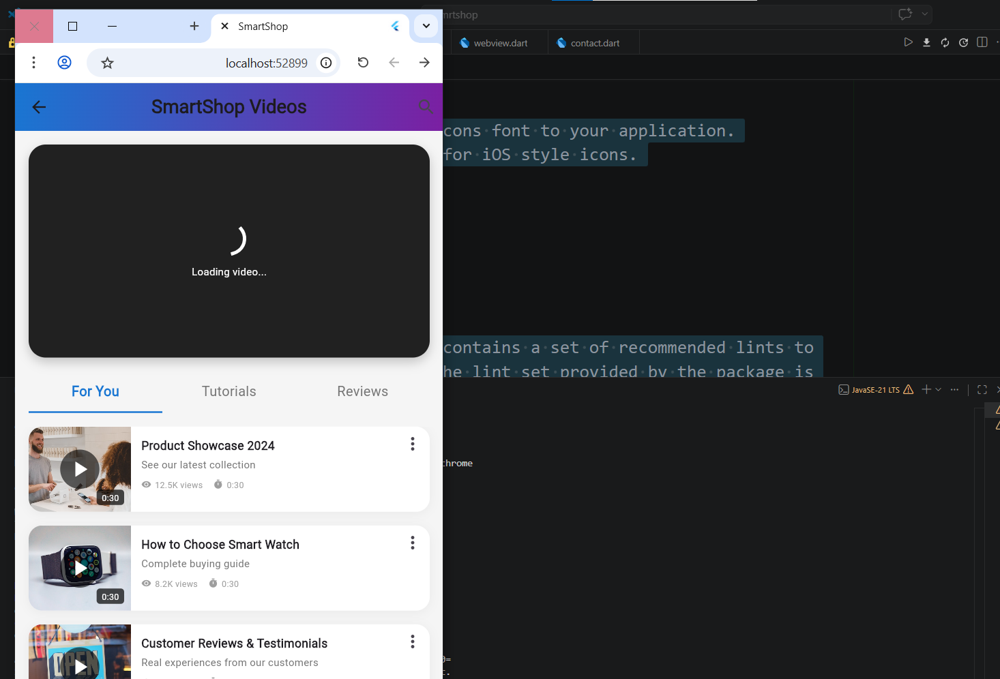 SmartShop
localhost:52899
SmartShop Videos
Loading video...
For You
Tutorials
Reviews
Product Showcase 2024
See our latest collection
12.5K views
0:30
0:30
How to Choose Smart Watch
Complete buying guide
8.2K views
0:30
0:30
Customer Reviews & Testimonials
Real experiences from our customers
OPEN
mrtshop
webview.dart
contact.dart
cons font to your application.
for iOS style icons.
contains a set of recommended lints to
he lint set provided by the package is
JavaSE-21 LTS
chrome